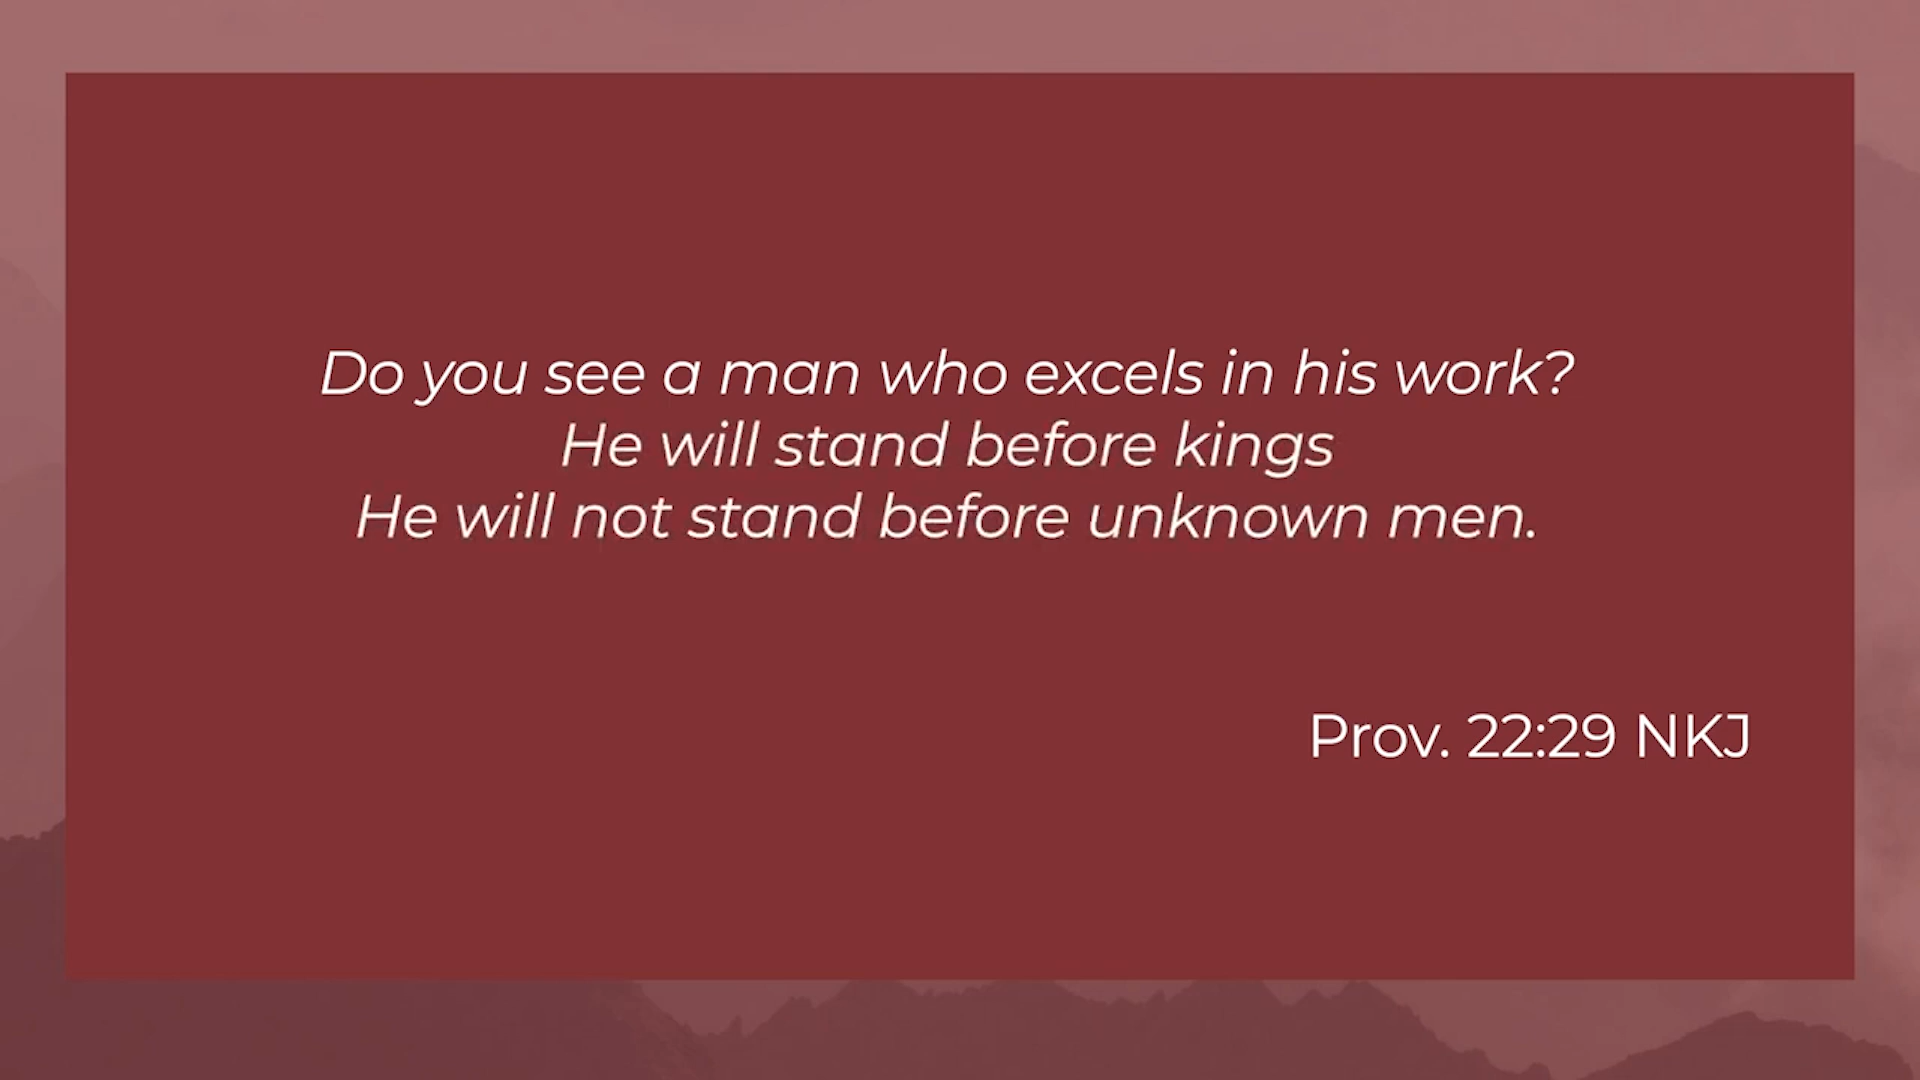 Do you see a man who excels in his work?
He will stand before kings
He will not stand before unknown men.
Prov. 22:29 NKJ